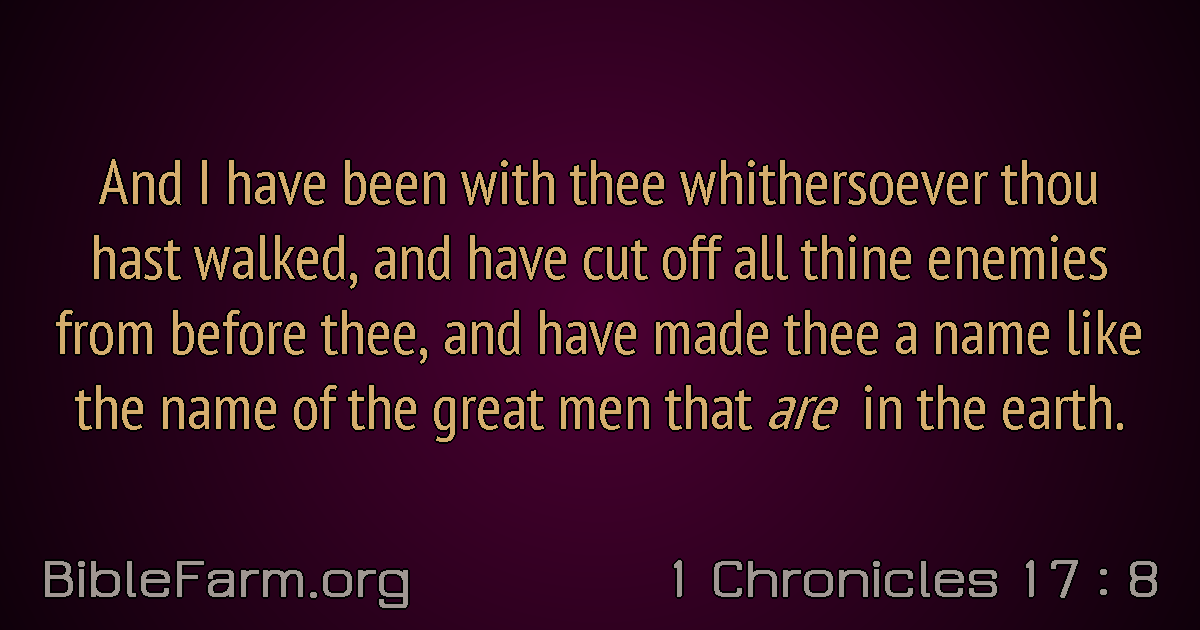 And I have been with thee whithersoever thou
hast walked, and have cut off all thine enemies
from before thee, and have made thee a name like
the name of the great men that are in the earth.
BibleFarm.org
1 Chronicles 17 : 8